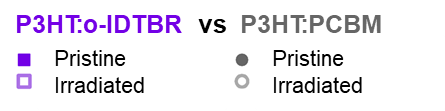 P3HT:o-IDTBR vs P3HT:PCBM
Pristine Pristine
Irradiated Irradiated